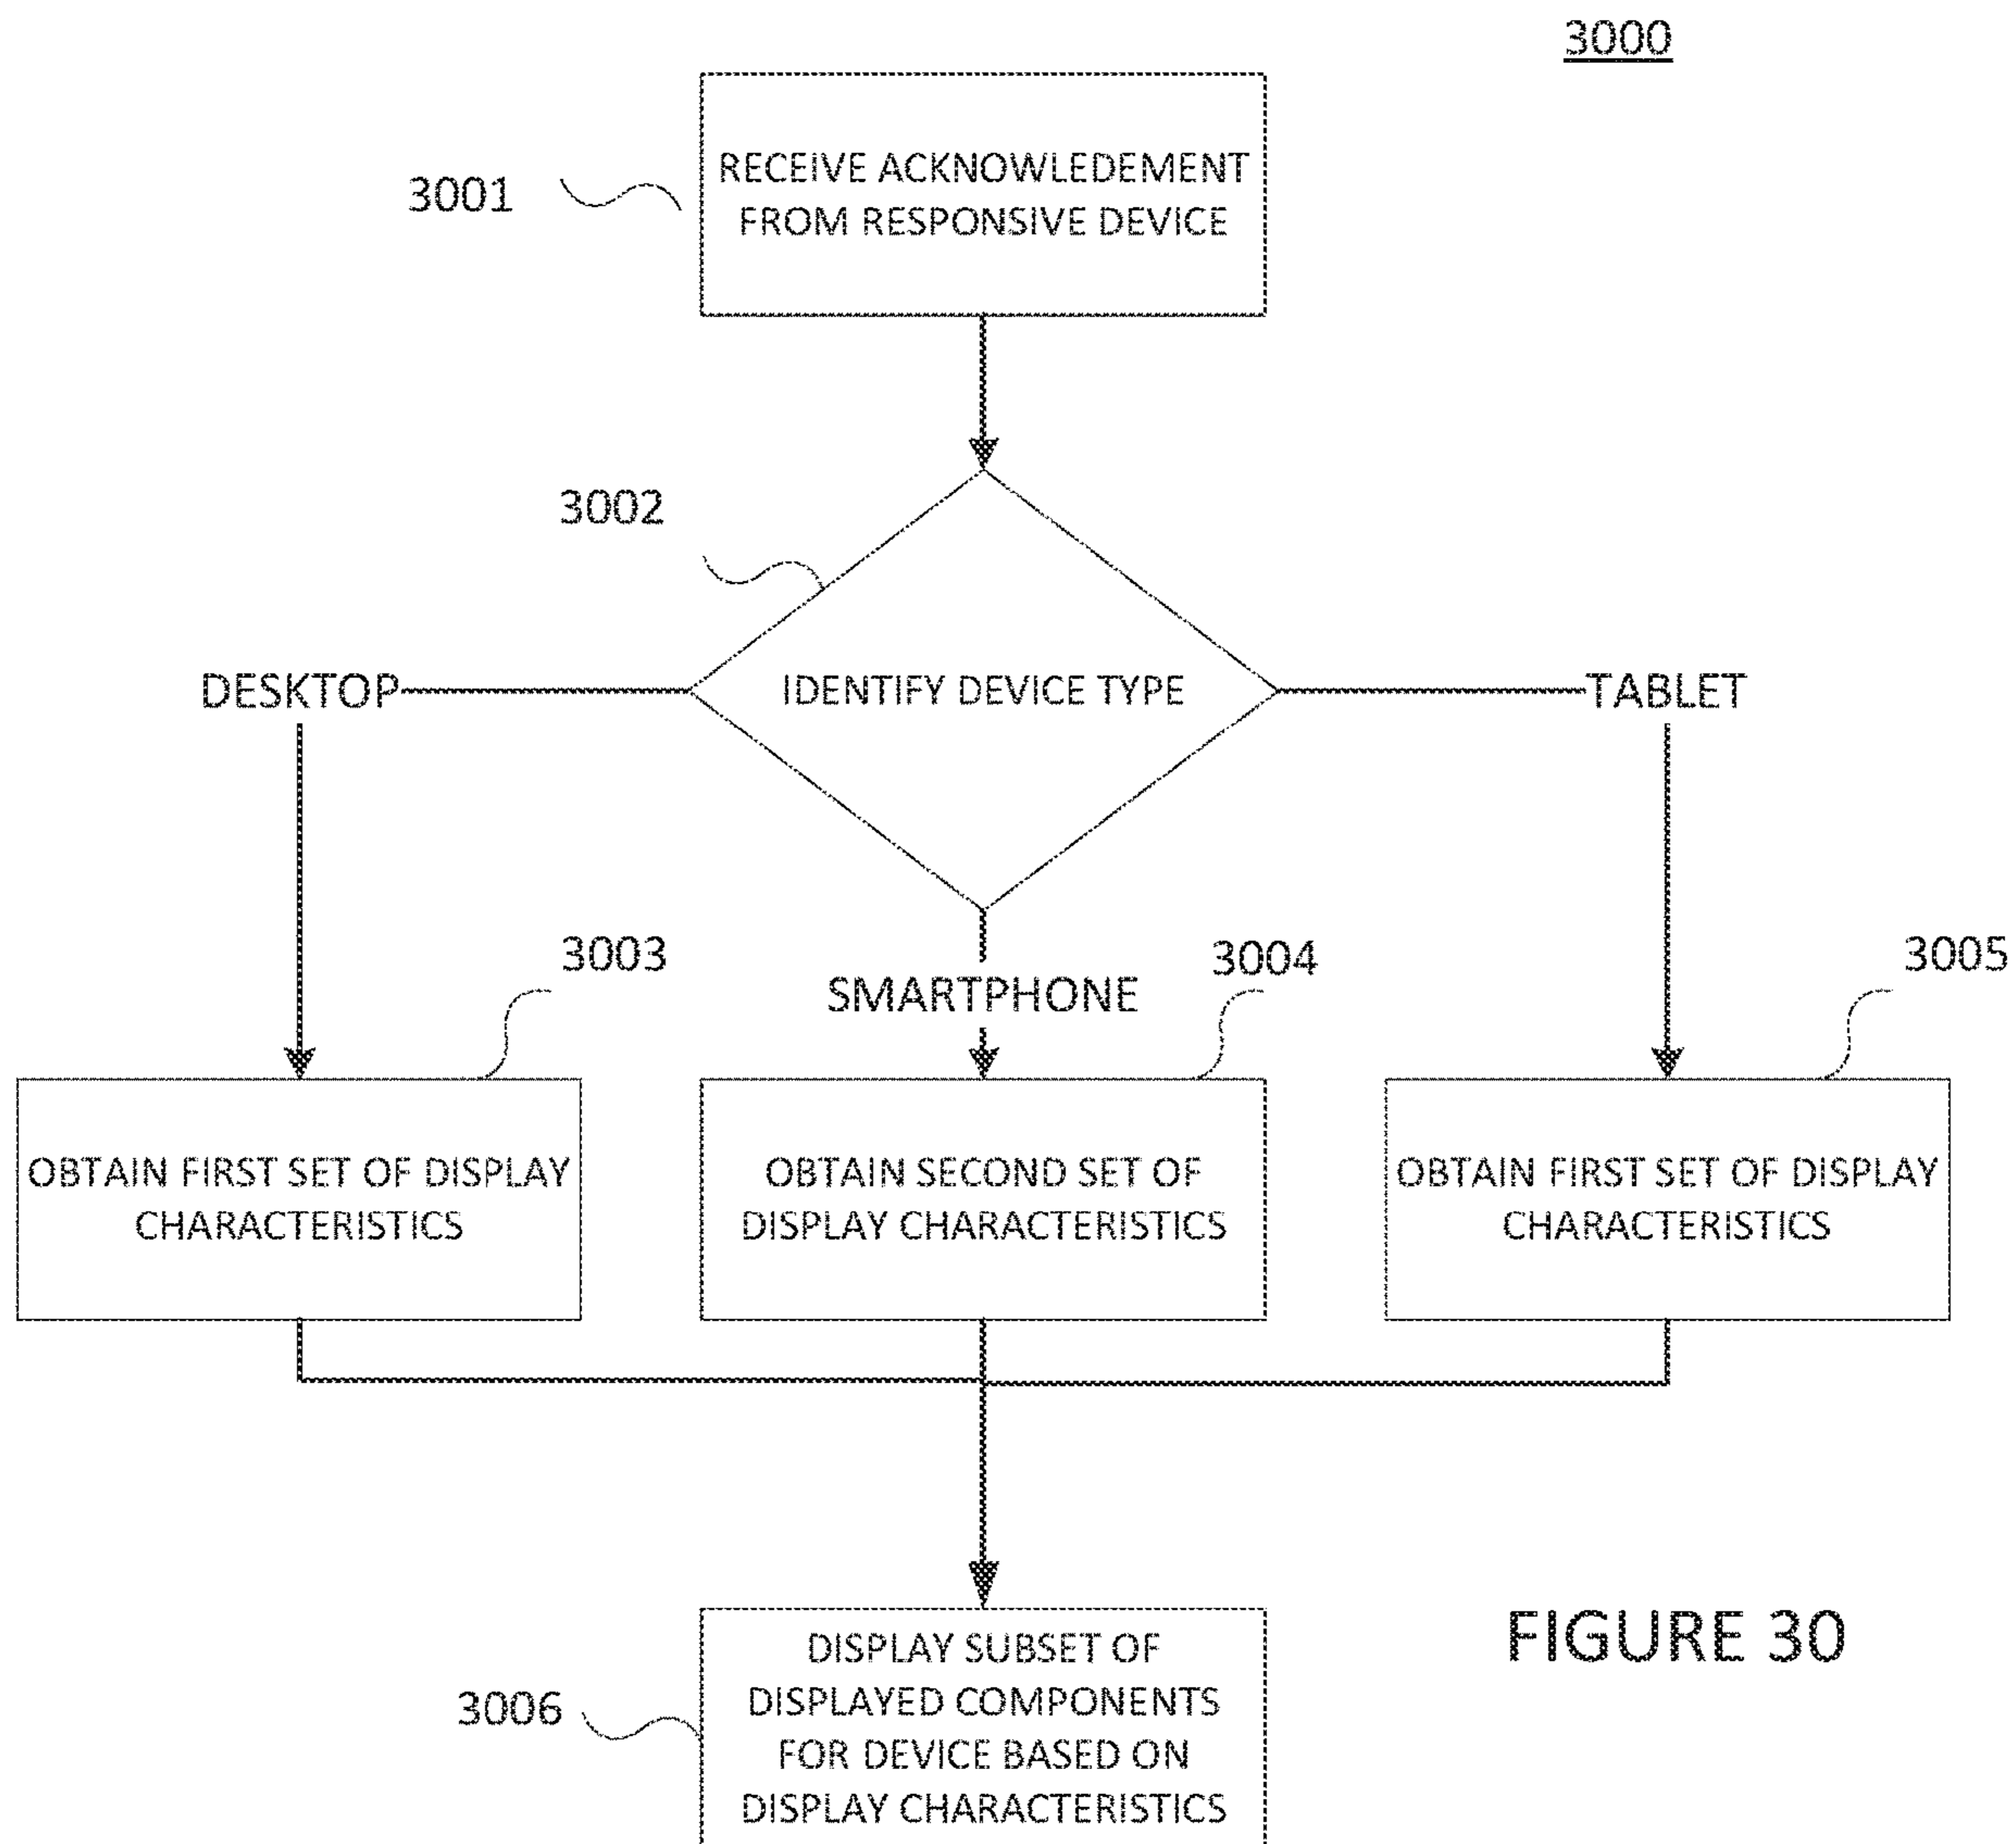 3000
RECEIVE ACKNOWLEDEMENT
FROM RESPONSIVE DEVICE
3001
3002
IDENTIFY DEVICE TYPE
DESKTOP
TABLET
SMARTPHONE
3003
3004
3005
OBTAIN FIRST SET OF DISPLAY
CHARACTERISTICS
OBTAIN SECOND SET OF
DISPLAY CHARACTERISTICS
OBTAIN FIRST SET OF DISPLAY
CHARACTERISTICS
3006
DISPLAY SUBSET OF
DISPLAYED COMPONENTS
FOR DEVICE BASED ON
DISPLAY CHARACTERISTICS
FIGURE 30